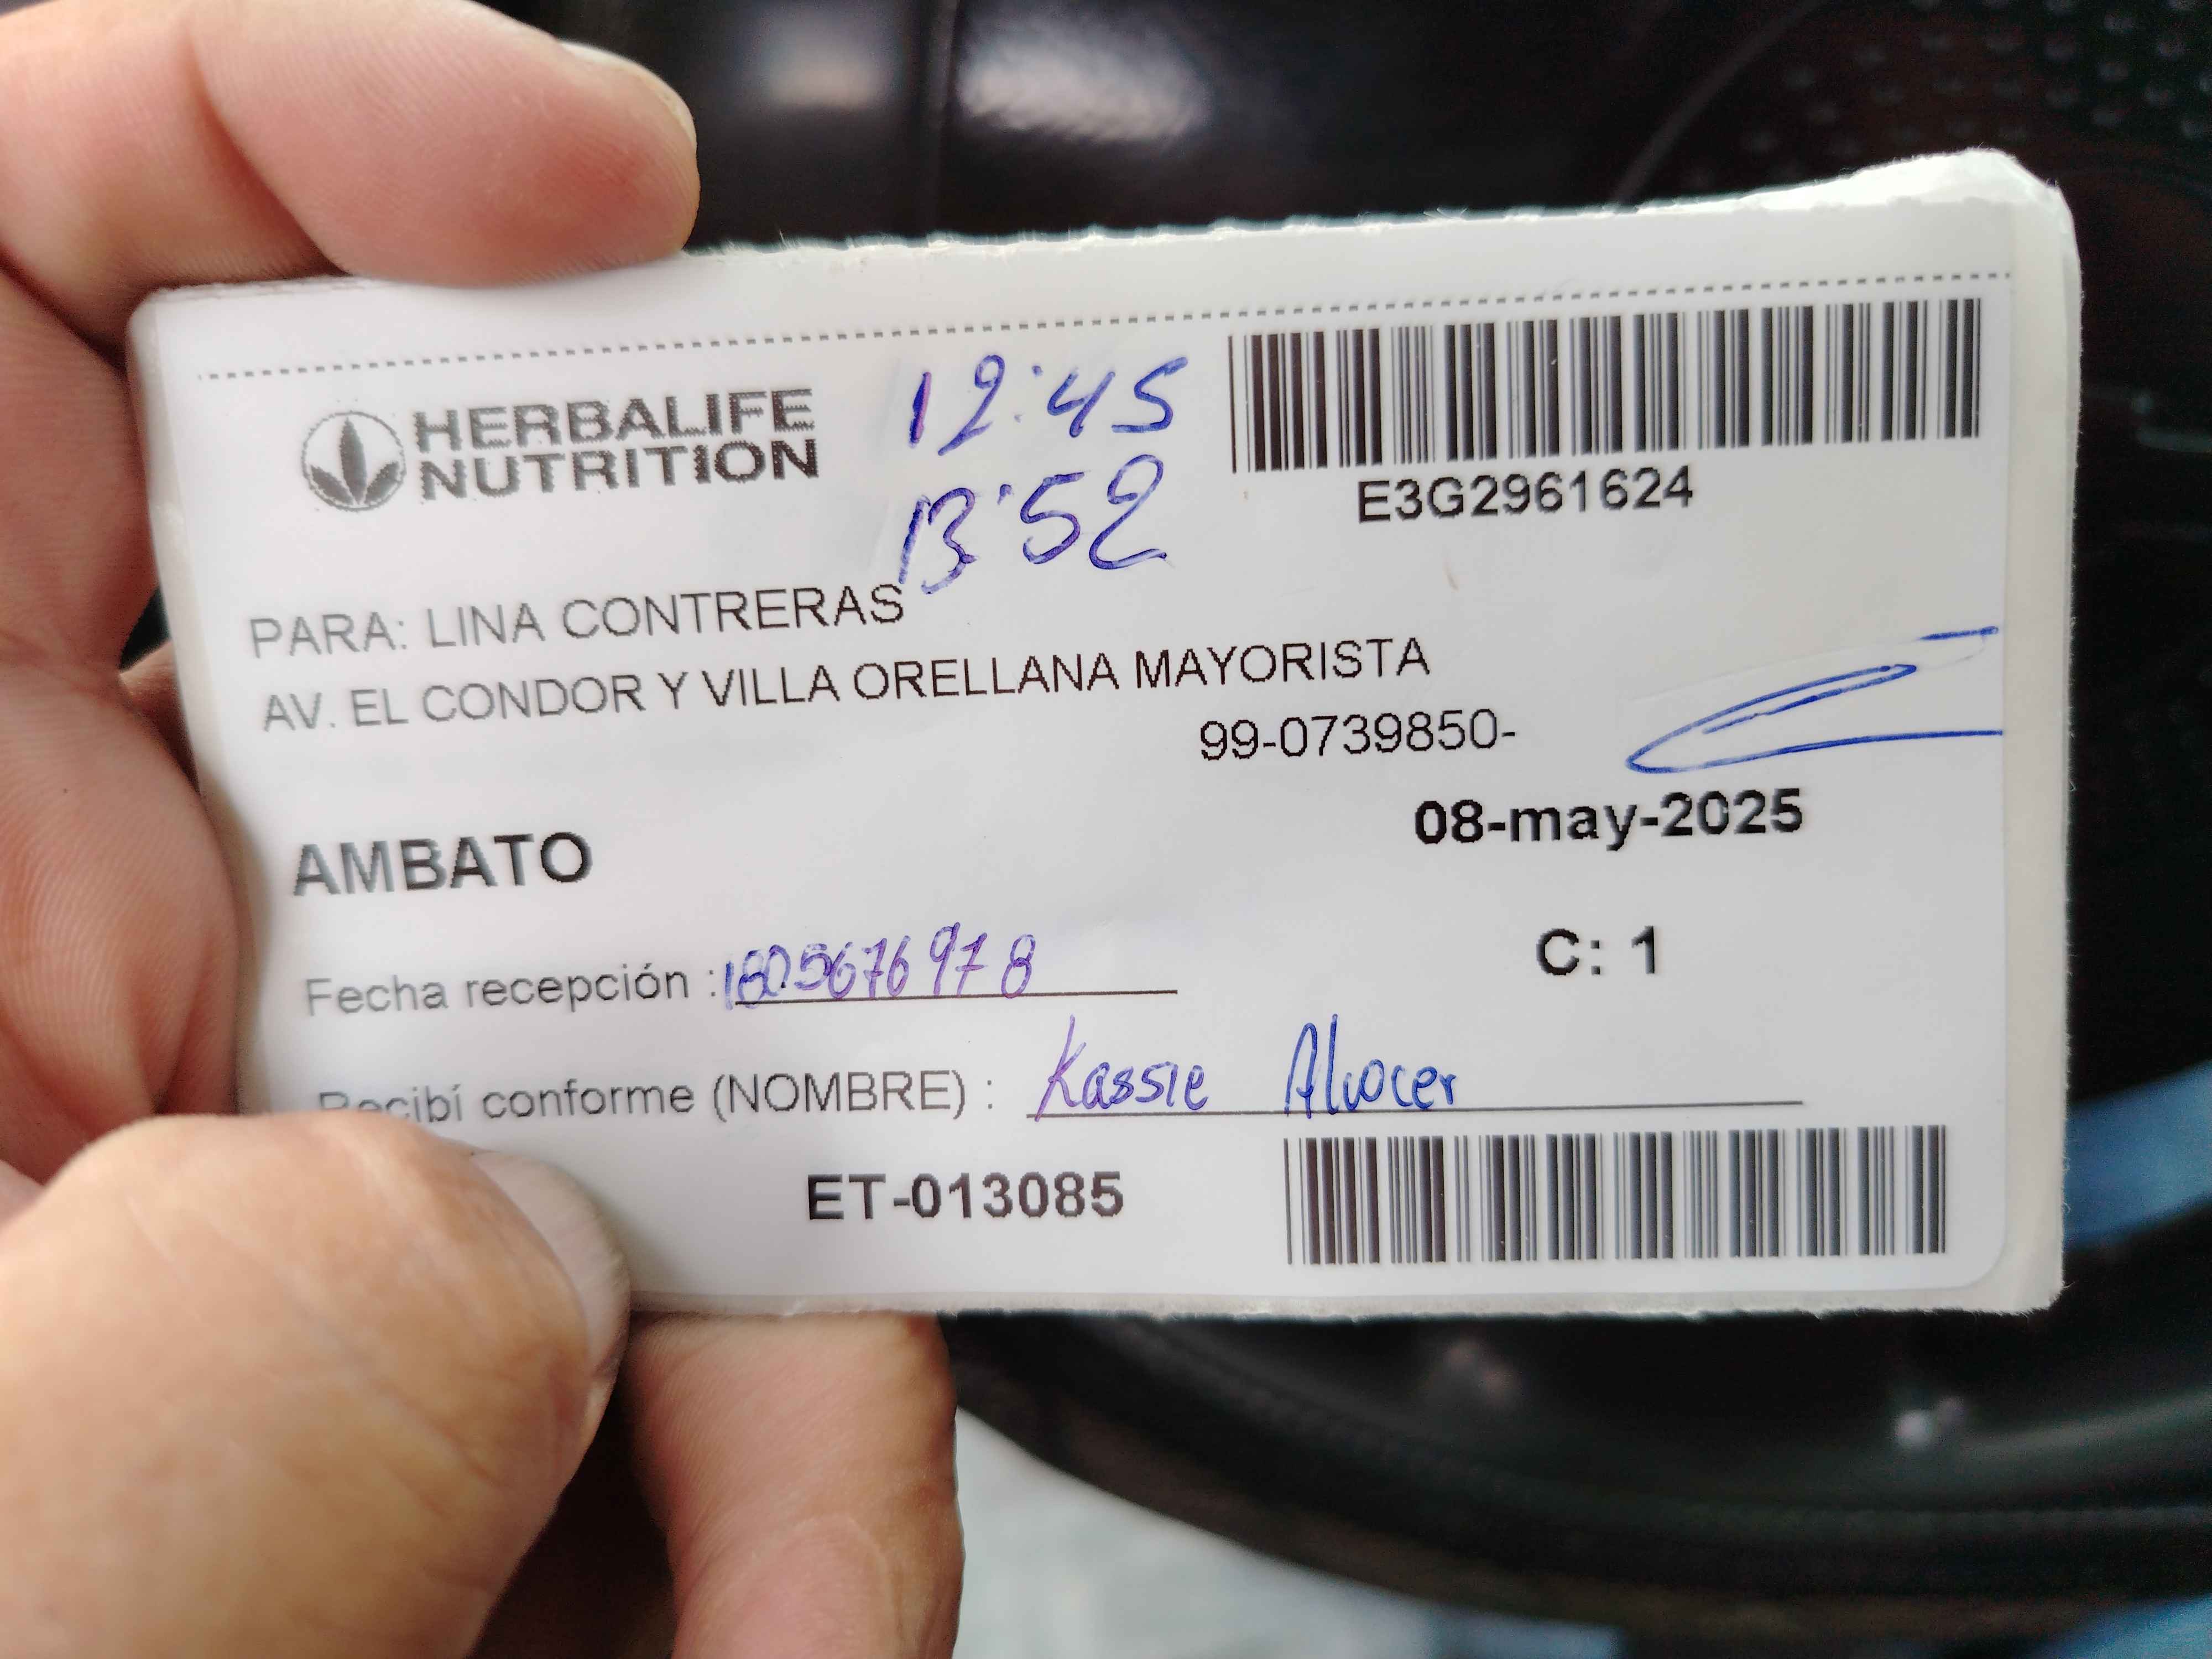 HERBALIFE
NUTRITION
12:45
13:52
E3G2961624
PARA: LINA CONTRERAS
AV. EL CONDOR Y VILLA ORELLANA MAYORISTA
99-0739850-
08-may-2025
AMBATO
C: 1
Fecha recepción : 1805676978
Recibí conforme (NOMBRE) : Kassie
ET-013085